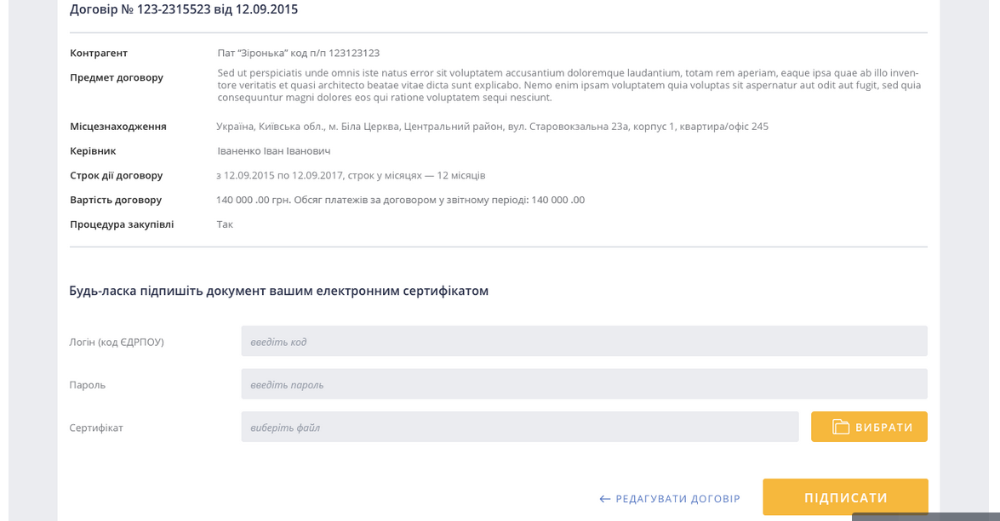 Договір № 123-2315523 від 12.09.2015
Контрагент Пат “Зіронька” код п/п 123123123
Предмет договору Sed ut perspiciatis unde omnis iste natus error sit voluptatem accusantium doloremque laudantium, totam rem aperiam, eaque ipsa quae ab illo inven-
tore veritatis et quasi architecto beatae vitae dicta sunt explicabo. Nemo enim ipsam voluptatem quia voluptas sit aspernatur aut odit aut fugit, sed quia
consequuntur magni dolores eos qui ratione voluptatem sequi nesciunt.
Місцезнаходження Україна, Київська обл., м. Біла Церква, Центральний район, вул. Старовокзальна 23а, корпус 1, квартира/офіс 245
Керівник Іваненко Іван Іванович
Строк дії договору з 12.09.2015 по 12.09.2017, строк у місяцях — 12 місяців
Вартість договору 140 000 .00 грн. Обсяг платежів за договором у звітному періоді: 140 000 .00
Процедура закупівлі Так
Будь-ласка підпишіть документ вашим електронним сертифікатом
Логін (код ЄДРПОУ) введіть код
Пароль введіть пароль
Сертифікат виберіть файл ВИБРАТИ
← РЕДАГУВАТИ ДОГОВІР ПІДПИСАТИ